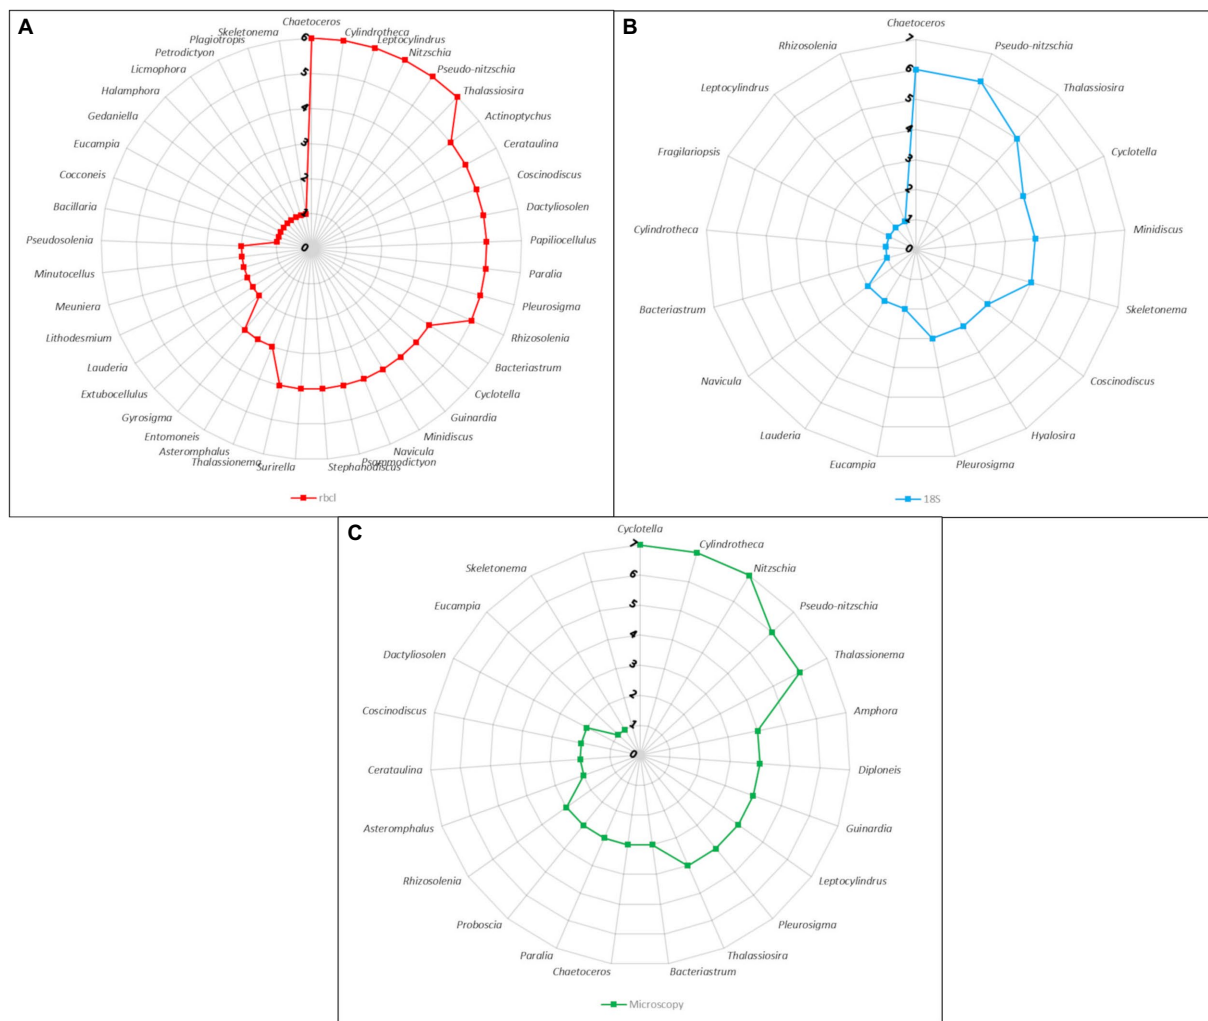 A
Chaetoceros
Cylindrotheca
Leptocylindrus
Nitzschia
Pseudo-nitzschia
Thalassiosira
Actinoptychus
Cerataulina
Coscinodiscus
Dactyliosolen
Papiliocellulus
Paralia
Pleurosigma
Rhizosolenia
Bacteriastrum
Cyclotella
Guinardia
Minidiscus
Navicula
Psammodictyon
Stephanodiscus
Surirella
Thalassionema
Asteromphalus
Entomoneis
Gyrosigma
Extubocellulus
Lauderia
Lithodesmium
Meuniera
Minutocellus
Pseudosolenia
Bacillaria
Cocconeis
Eucampia
Gedaniella
Halamphora
Licmophora
Petrodictyon
Plagiotropis
Skeletonema
6
5
4
3
2
1
0
rbcl
B
Chaetoceros
Pseudo-nitzschia
Thalassiosira
Cyclotella
Minidiscus
Skeletonema
Coscinodiscus
Hyalosira
Pleurosigma
Eucampia
Lauderia
Navicula
Bacteriastrum
Cylindrotheca
Fragilariopsis
Leptocylindrus
Rhizosolenia
7
6
5
4
3
2
1
0
18S
C
Cyclotella
Cylindrotheca
Nitzschia
Pseudo-nitzschia
Thalassionema
Amphora
Diploneis
Guinardia
Leptocylindrus
Pleurosigma
Thalassiosira
Bacteriastrum
Chaetoceros
Paralia
Proboscia
Rhizosolenia
Asteromphalus
Cerataulina
Coscinodiscus
Dactyliosolen
Eucampia
Skeletonema
7
6
5
4
3
2
1
0
Microscopy